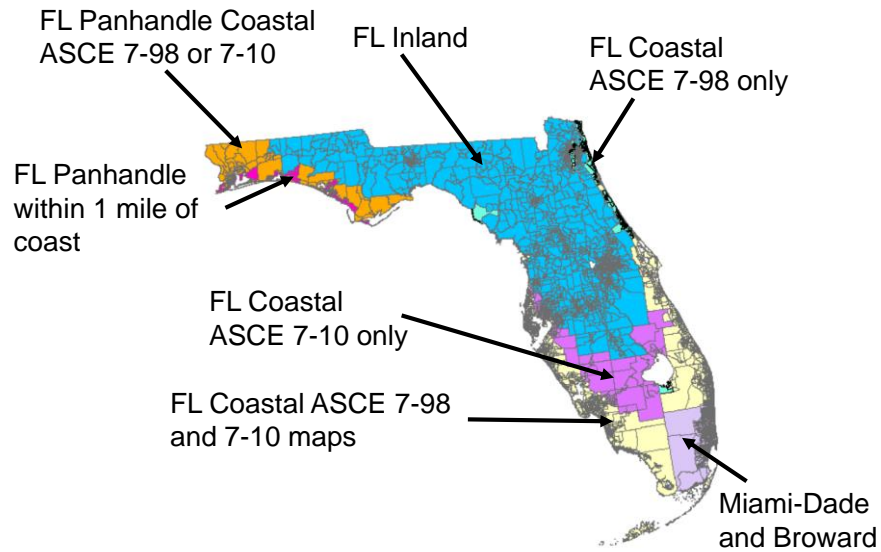 FL Panhandle Coastal
ASCE 7-98 or 7-10
FL Inland
FL Coastal
ASCE 7-98 only
FL Panhandle
within 1 mile of
coast
FL Coastal
ASCE 7-10 only
FL Coastal ASCE 7-98
and 7-10 maps
Miami-Dade
and Broward